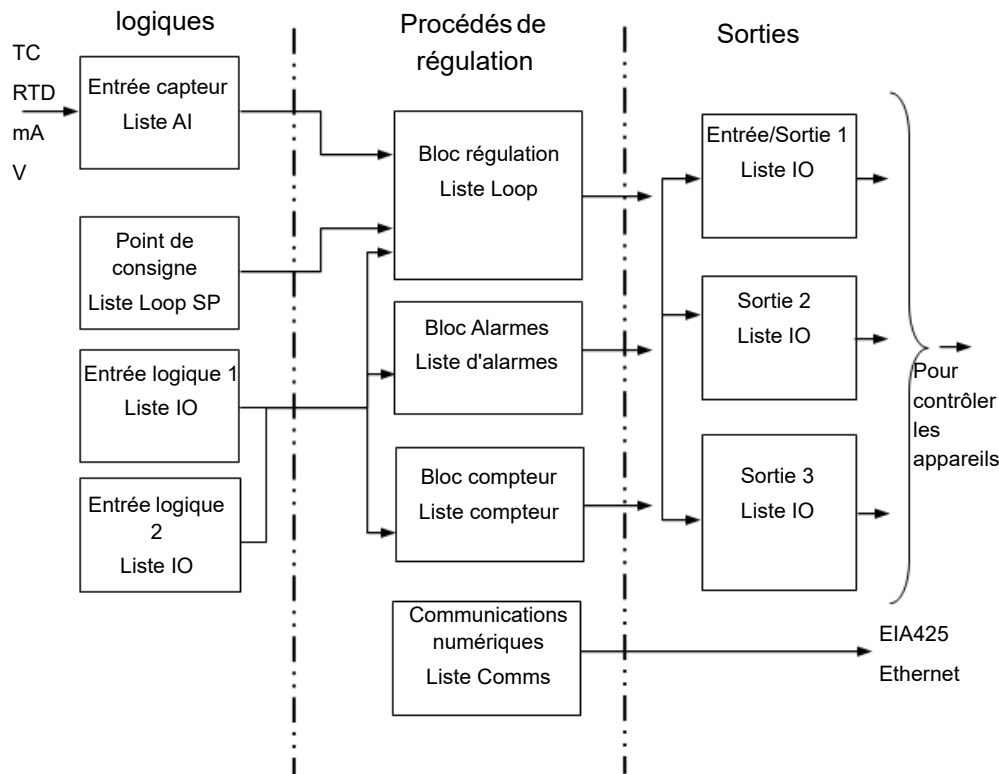 logiques
TC
RTD
mA
V
Entrée capteur
Liste AI
Point de
consigne
Liste Loop SP
Entrée logique 1
Liste IO
Entrée logique
2
Liste IO
Procédés de
régulation
Bloc régulation
Liste Loop
Bloc Alarmes
Liste d'alarmes
Bloc compteur
Liste compteur
Communications
numériques
Liste Comms
Sorties
Entrée/Sortie 1
Liste IO
Sortie 2
Liste IO
Sortie 3
Liste IO
Pour
contrôler
les
appareils
EIA425
Ethernet